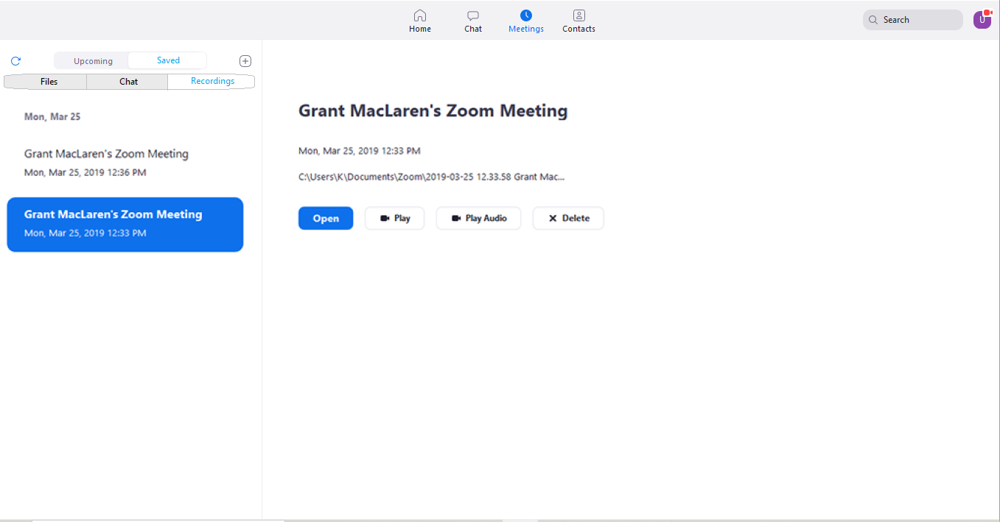 Home
Chat
Meetings
Contacts
Search
U
Upcoming
Saved
Files
Chat
Recordings
Mon, Mar 25
Grant MacLaren's Zoom Meeting
Mon, Mar 25, 2019 12:36 PM
Grant MacLaren's Zoom Meeting
Mon, Mar 25, 2019 12:33 PM
Grant MacLaren's Zoom Meeting
Mon, Mar 25, 2019 12:33 PM
C:\Users\K\Documents\Zoom\2019-03-25 12.33.58 Grant Mac...
Open
Play
Play Audio
Delete